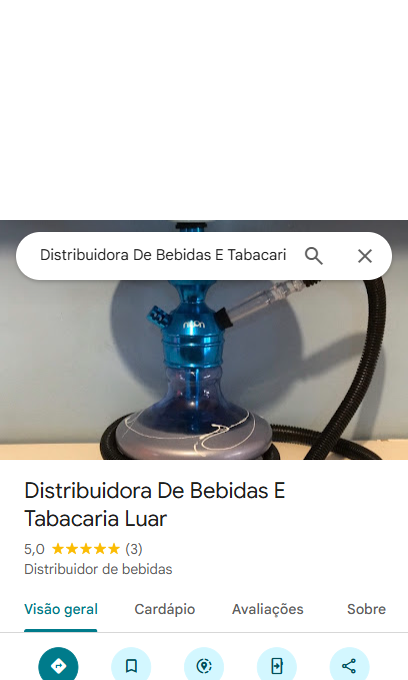 Distribuidora De Bebidas E Tabacari
Distribuidora De Bebidas E
Tabacaria Luar
5,0 ★★★★★ (3)
Distribuidor de bebidas
Visão geral Cardápio Avaliações Sobre